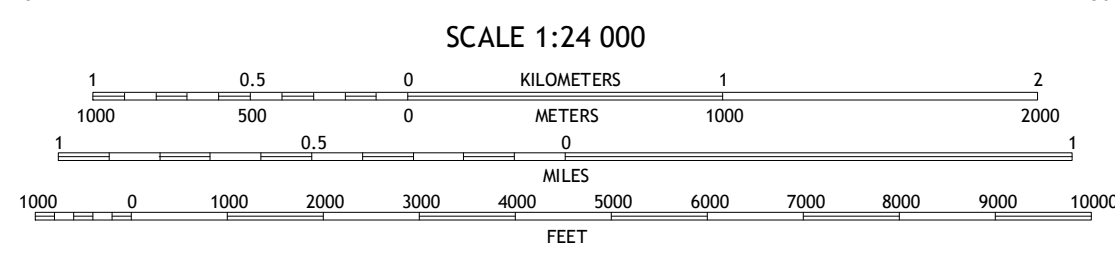 SCALE 1:24 000
1 0.5 0 KILOMETERS 1 2
1000 500 0 METERS 1000 2000
1 0.5 0 1
MILES
1000 0 1000 2000 3000 4000 5000 6000 7000 8000 9000 10000
FEET